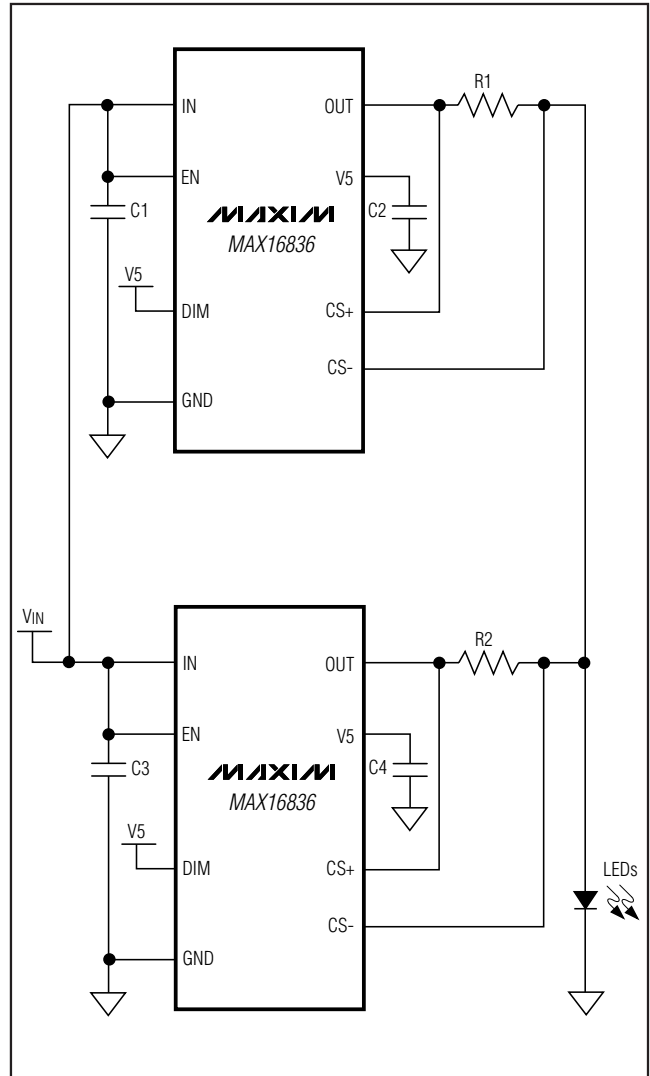 IN
OUT
R1
EN
V5
C1
C2
MAXIM
MAX16836
V5
DIM
CS+
CS-
GND
VIN
IN
OUT
R2
EN
V5
C3
C4
MAXIM
MAX16836
V5
DIM
CS+
LEDs
CS-
GND